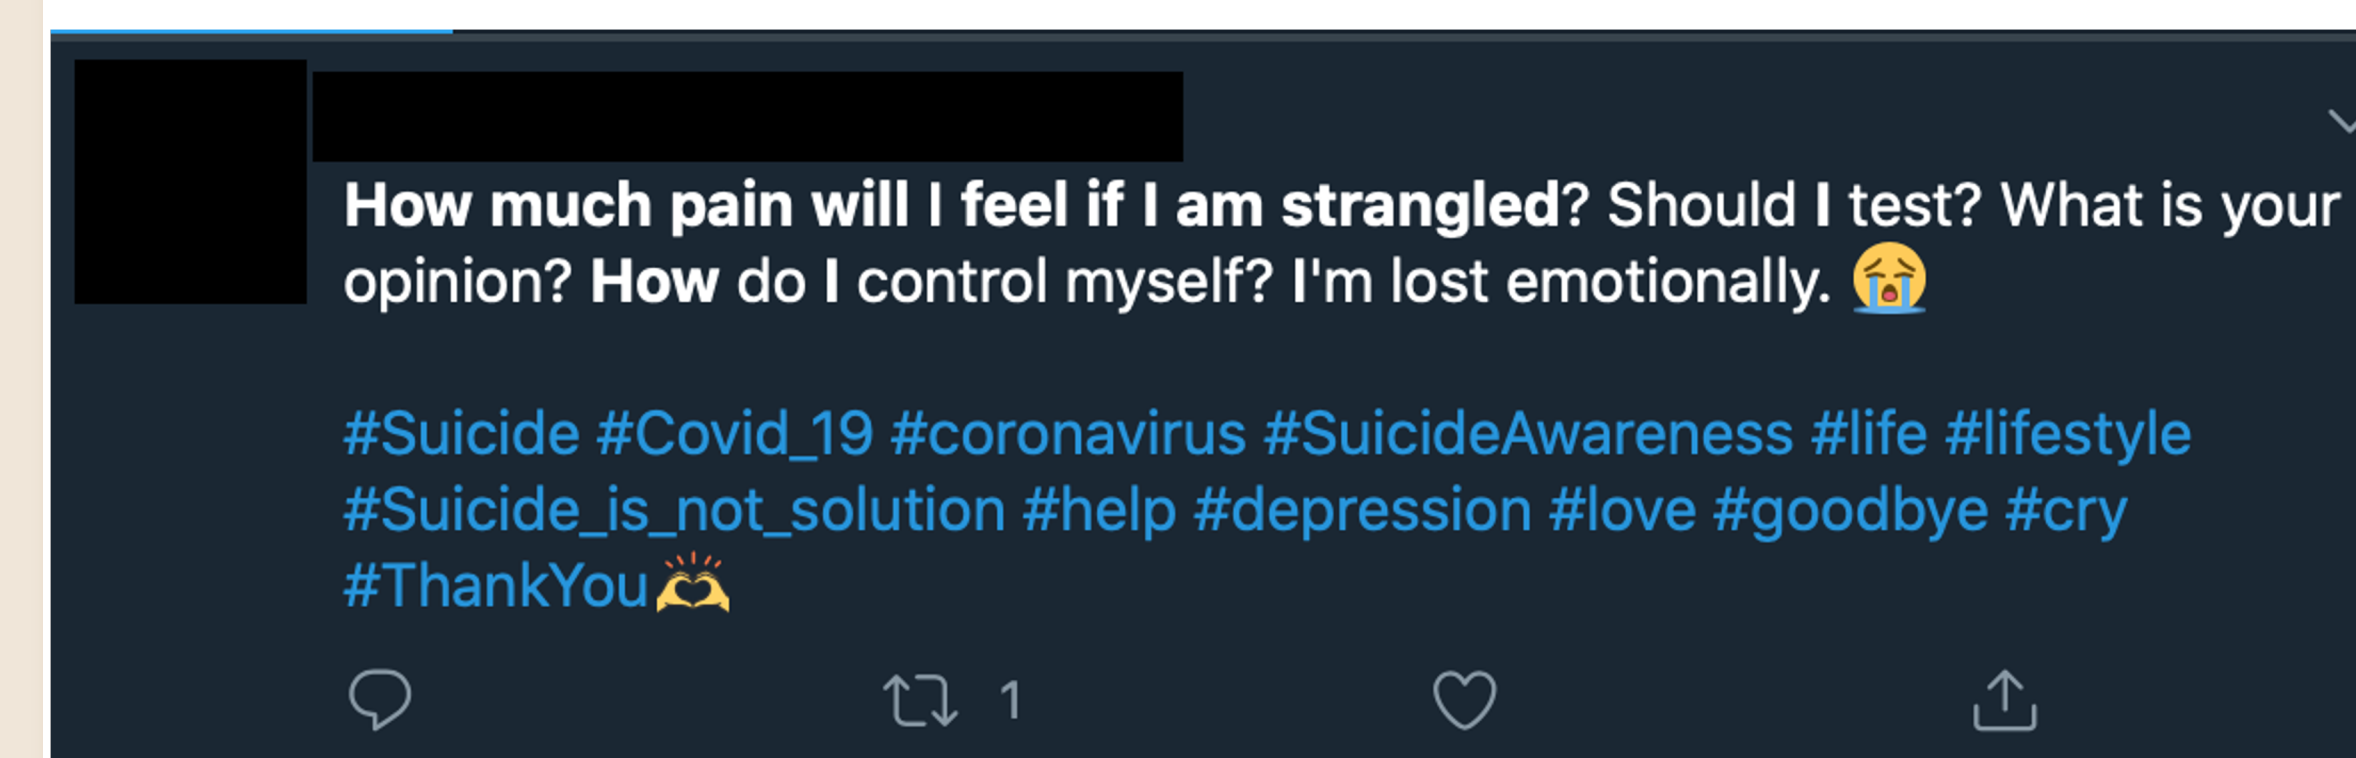 How much pain will I feel if I am strangled? Should I test? What is your
opinion? How do I control myself? I'm lost emotionally. 😭
#Suicide #Covid_19 #coronavirus #SuicideAwareness #life #lifestyle
#Suicide_is_not_solution #help #depression #love #goodbye #cry
#ThankYou🫶
1